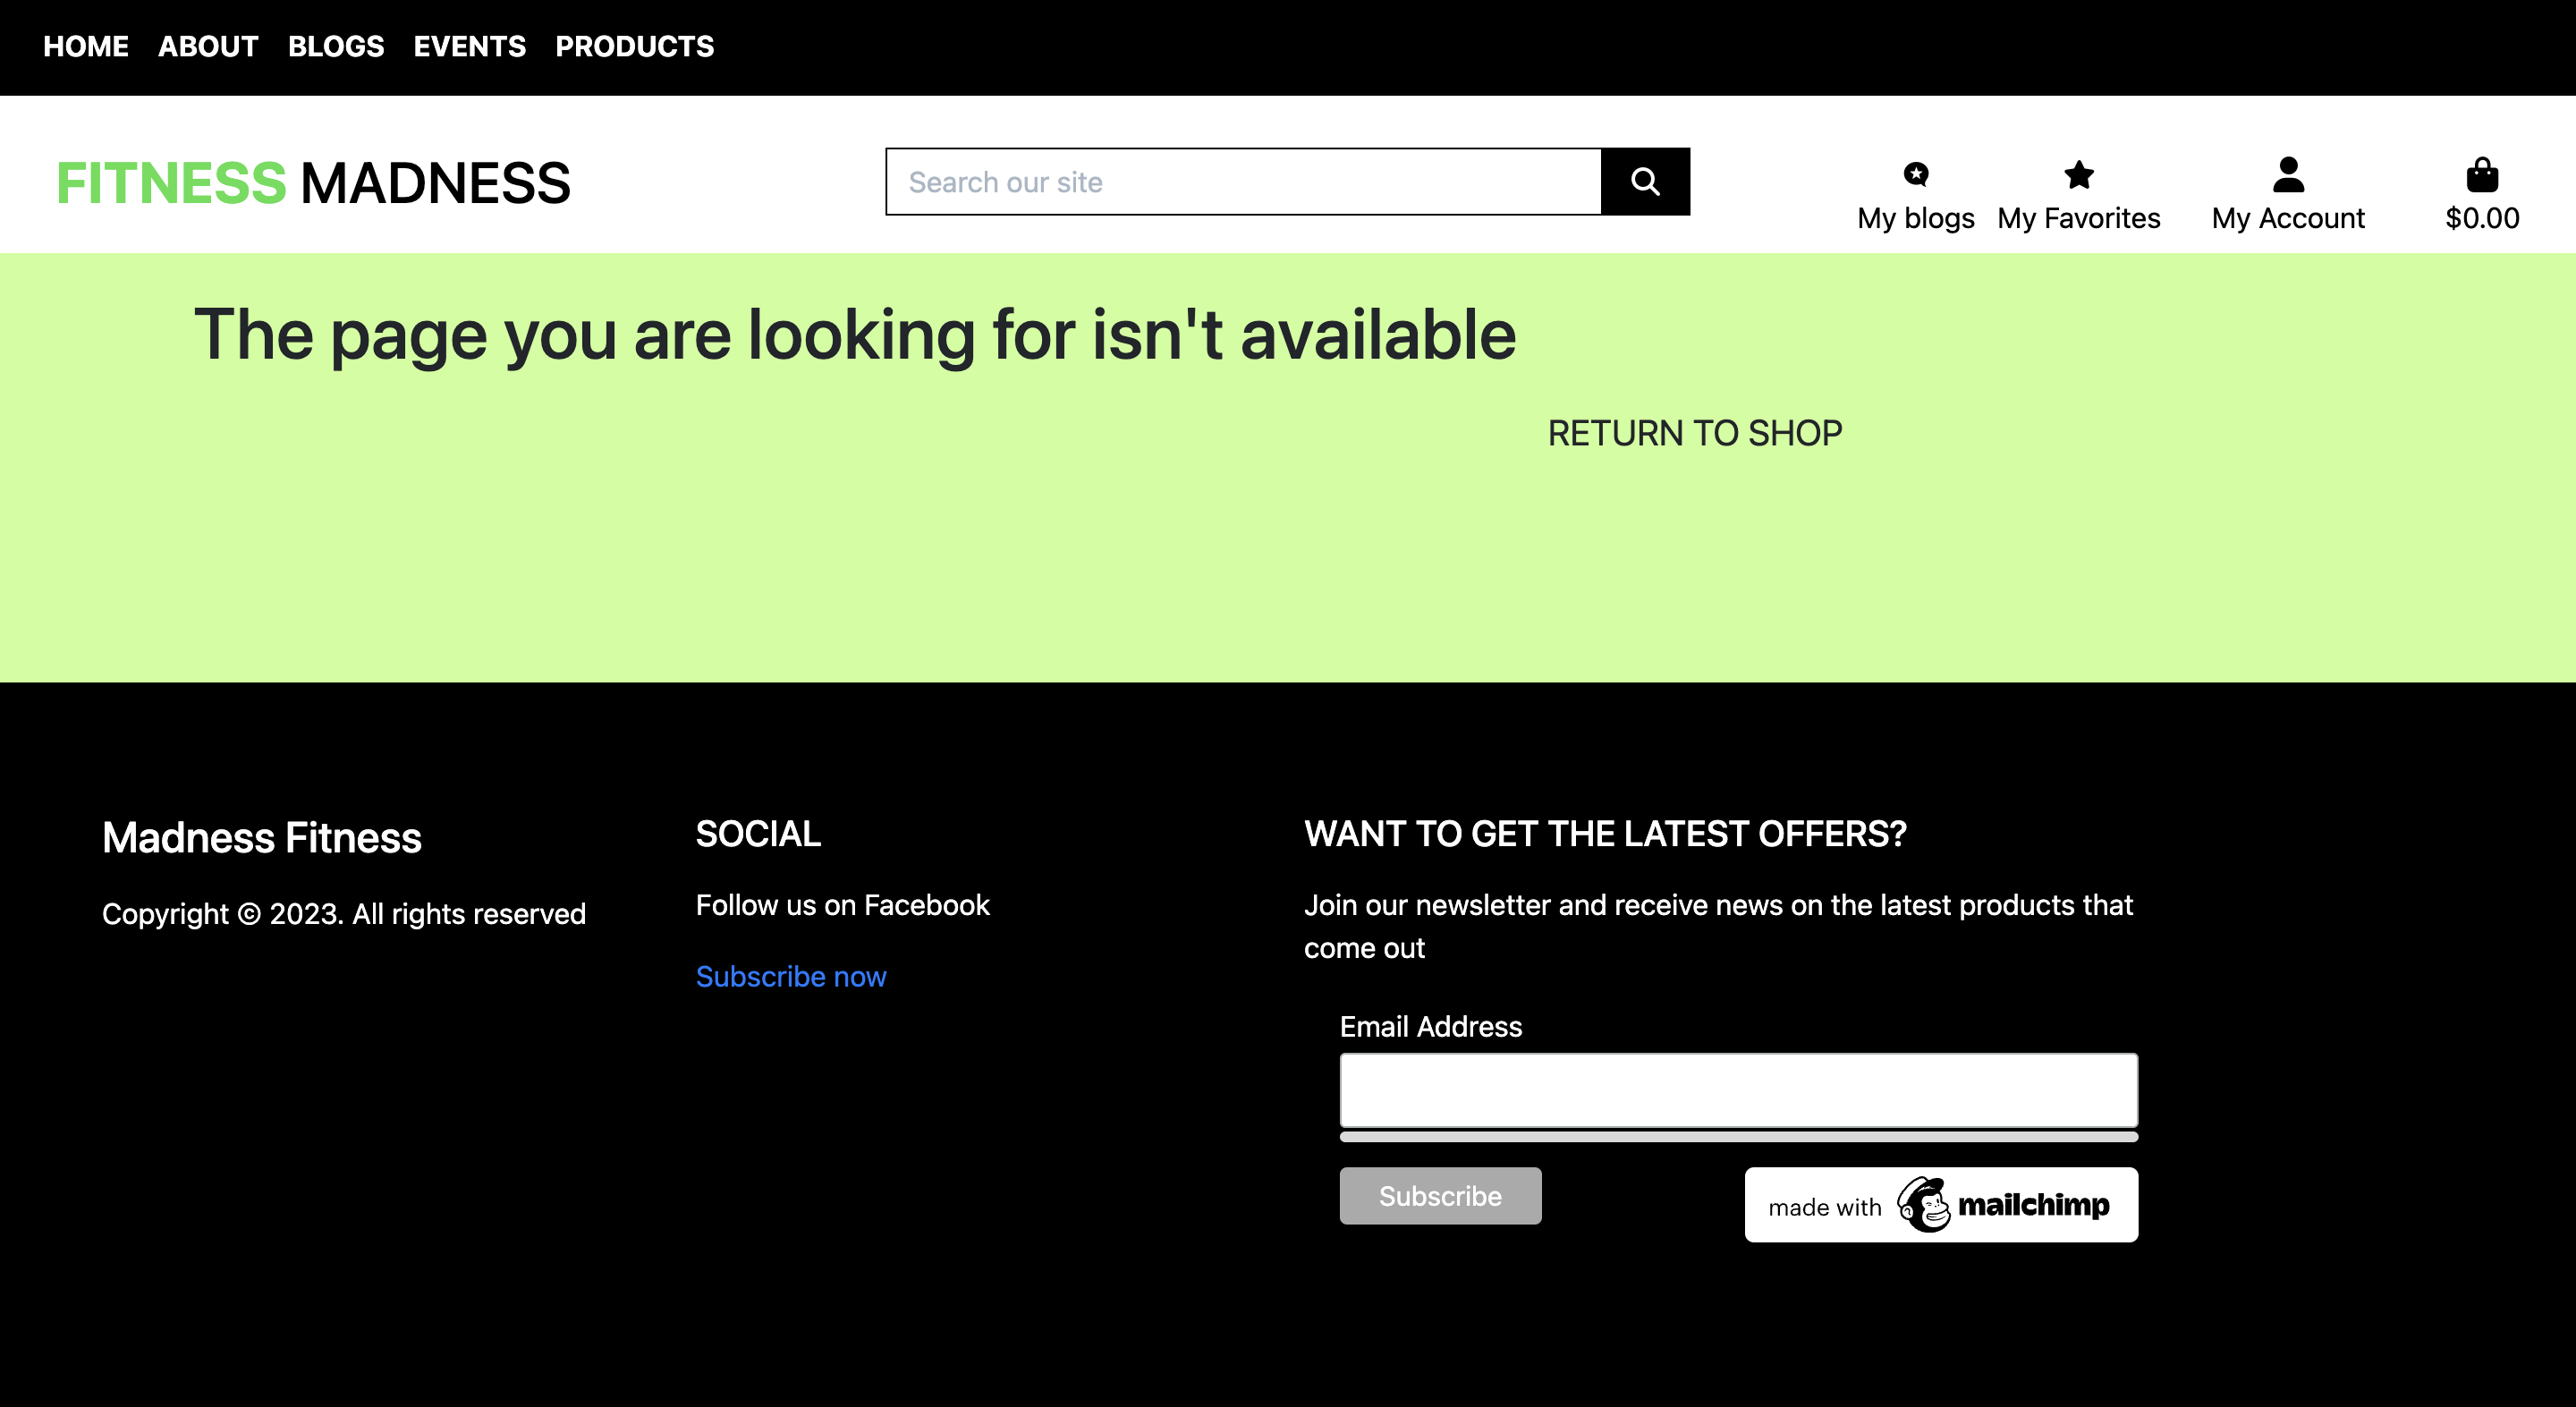 HOME ABOUT BLOGS EVENTS PRODUCTS
FITNESS MADNESS
Search our site
My blogs
My Favorites
My Account
$0.00
The page you are looking for isn't available
RETURN TO SHOP
Madness Fitness
Copyright © 2023. All rights reserved
SOCIAL
Follow us on Facebook
Subscribe now
WANT TO GET THE LATEST OFFERS?
Join our newsletter and receive news on the latest products that
come out
Email Address
Subscribe
made with mailchimp